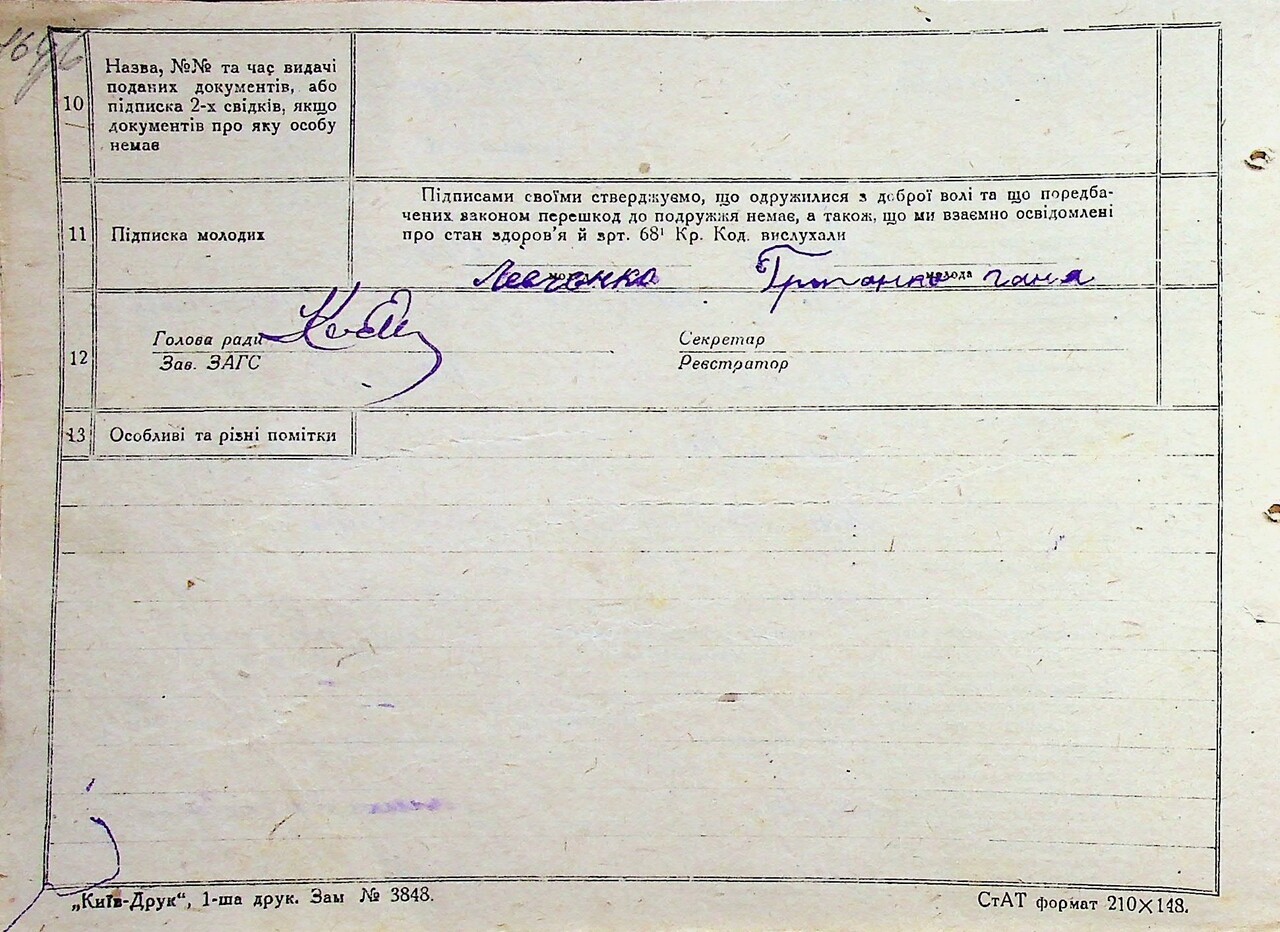 10
Назва, №№ та час видачі
поданих документів, або
підписка 2-х свідків, якщо
документів про яку особу
немає
11
Підписка молодих
Підписами своїми стверджуємо, що одружилися з доброї волі та що поредба-
чених законом перешкод до подружжя немає, а також, що ми взаємно освідомлені
про стан здоров'я й арт. 68¹ Кр. Код. вислухали
Левченко
молода
Ганя
12
Голова ради
Зав. ЗАГС
Секретар
Реєстратор
13
Особливі та різні помітки
„Київ-Друк“, 1-ша друк. Зам № 3848.
СтАТ формат 210×148.